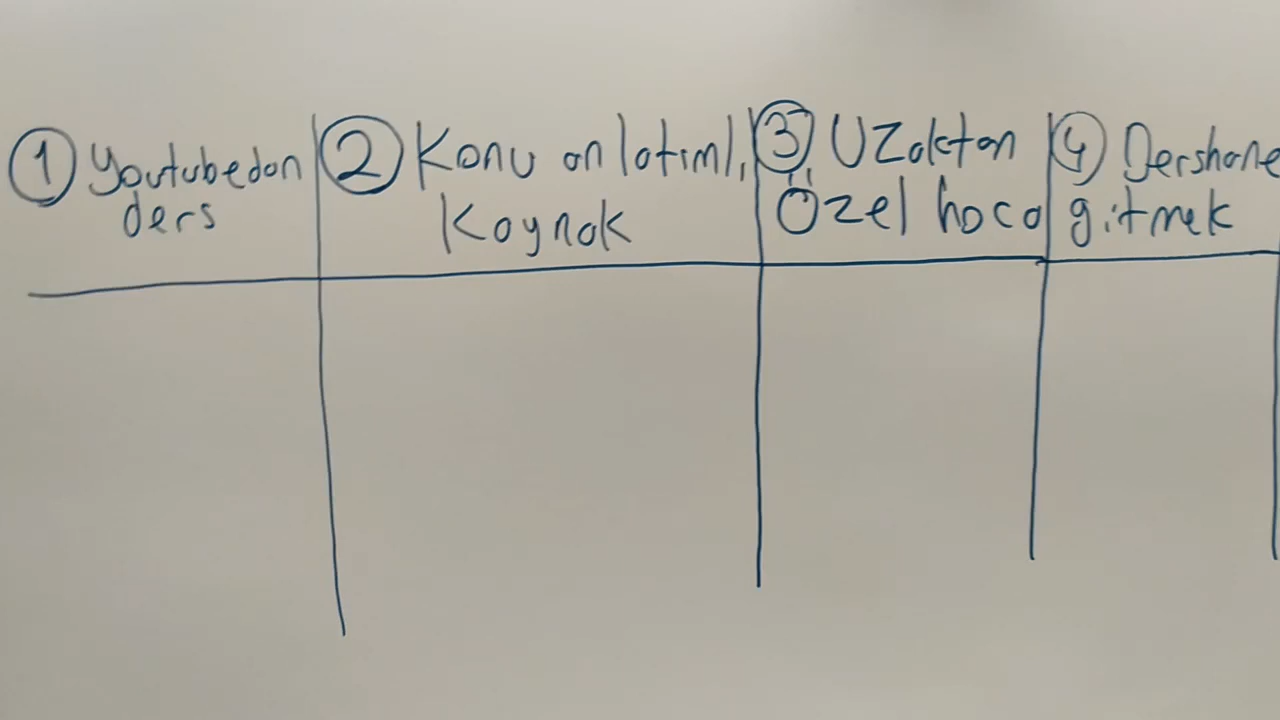 ① Youtubedan
ders
② Konu anlatımlı
Kaynak
③ Uzaktan
Özel hoca
④ Dershane
gitmek